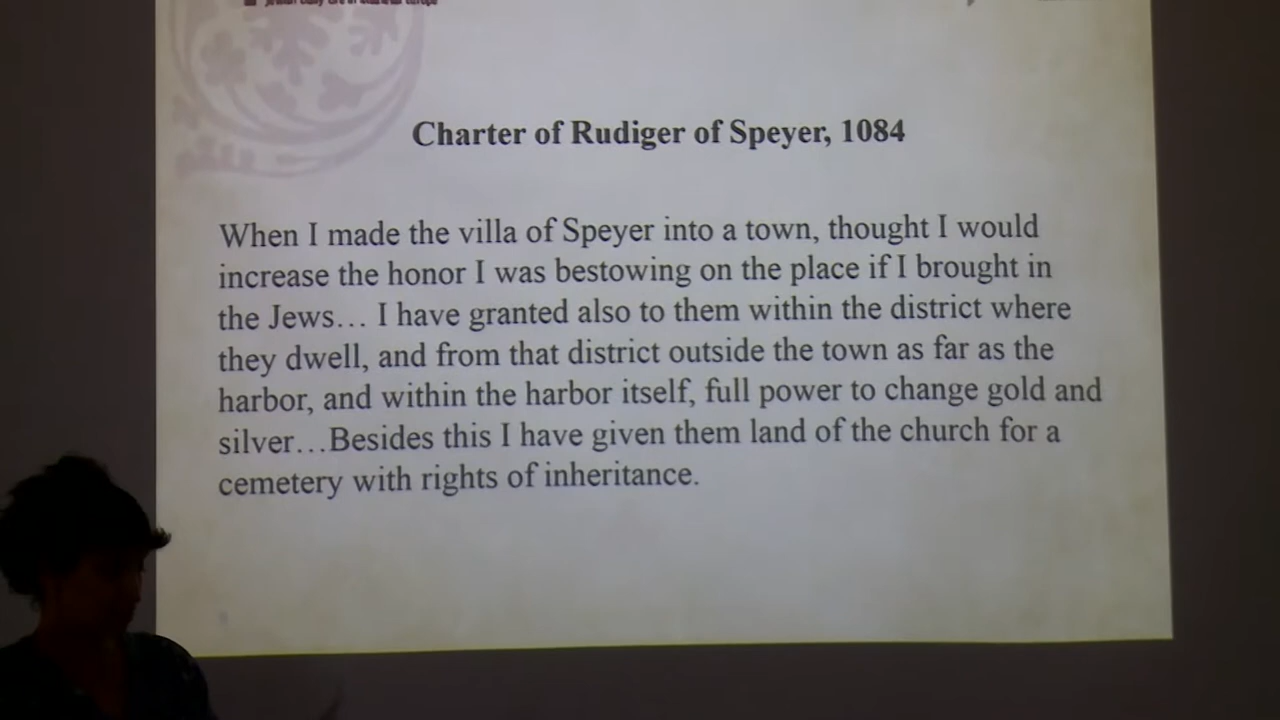 Charter of Rudiger of Speyer, 1084
When I made the villa of Speyer into a town, thought I would
increase the honor I was bestowing on the place if I brought in
the Jews… I have granted also to them within the district where
they dwell, and from that district outside the town as far as the
harbor, and within the harbor itself, full power to change gold and
silver…Besides this I have given them land of the church for a
cemetery with rights of inheritance.